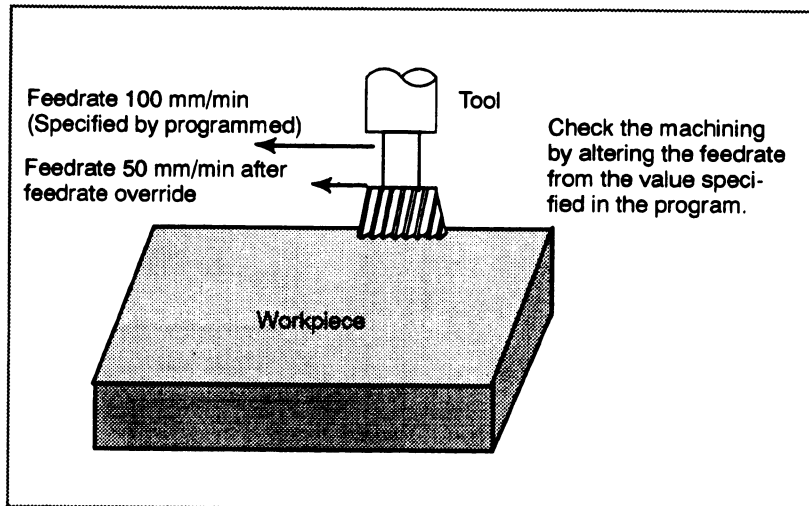 Feedrate 100 mm/min
(Specified by programmed)
Feedrate 50 mm/min after
feedrate override
Tool
Check the machining
by altering the feedrate
from the value speci-
fied in the program.
Workpiece